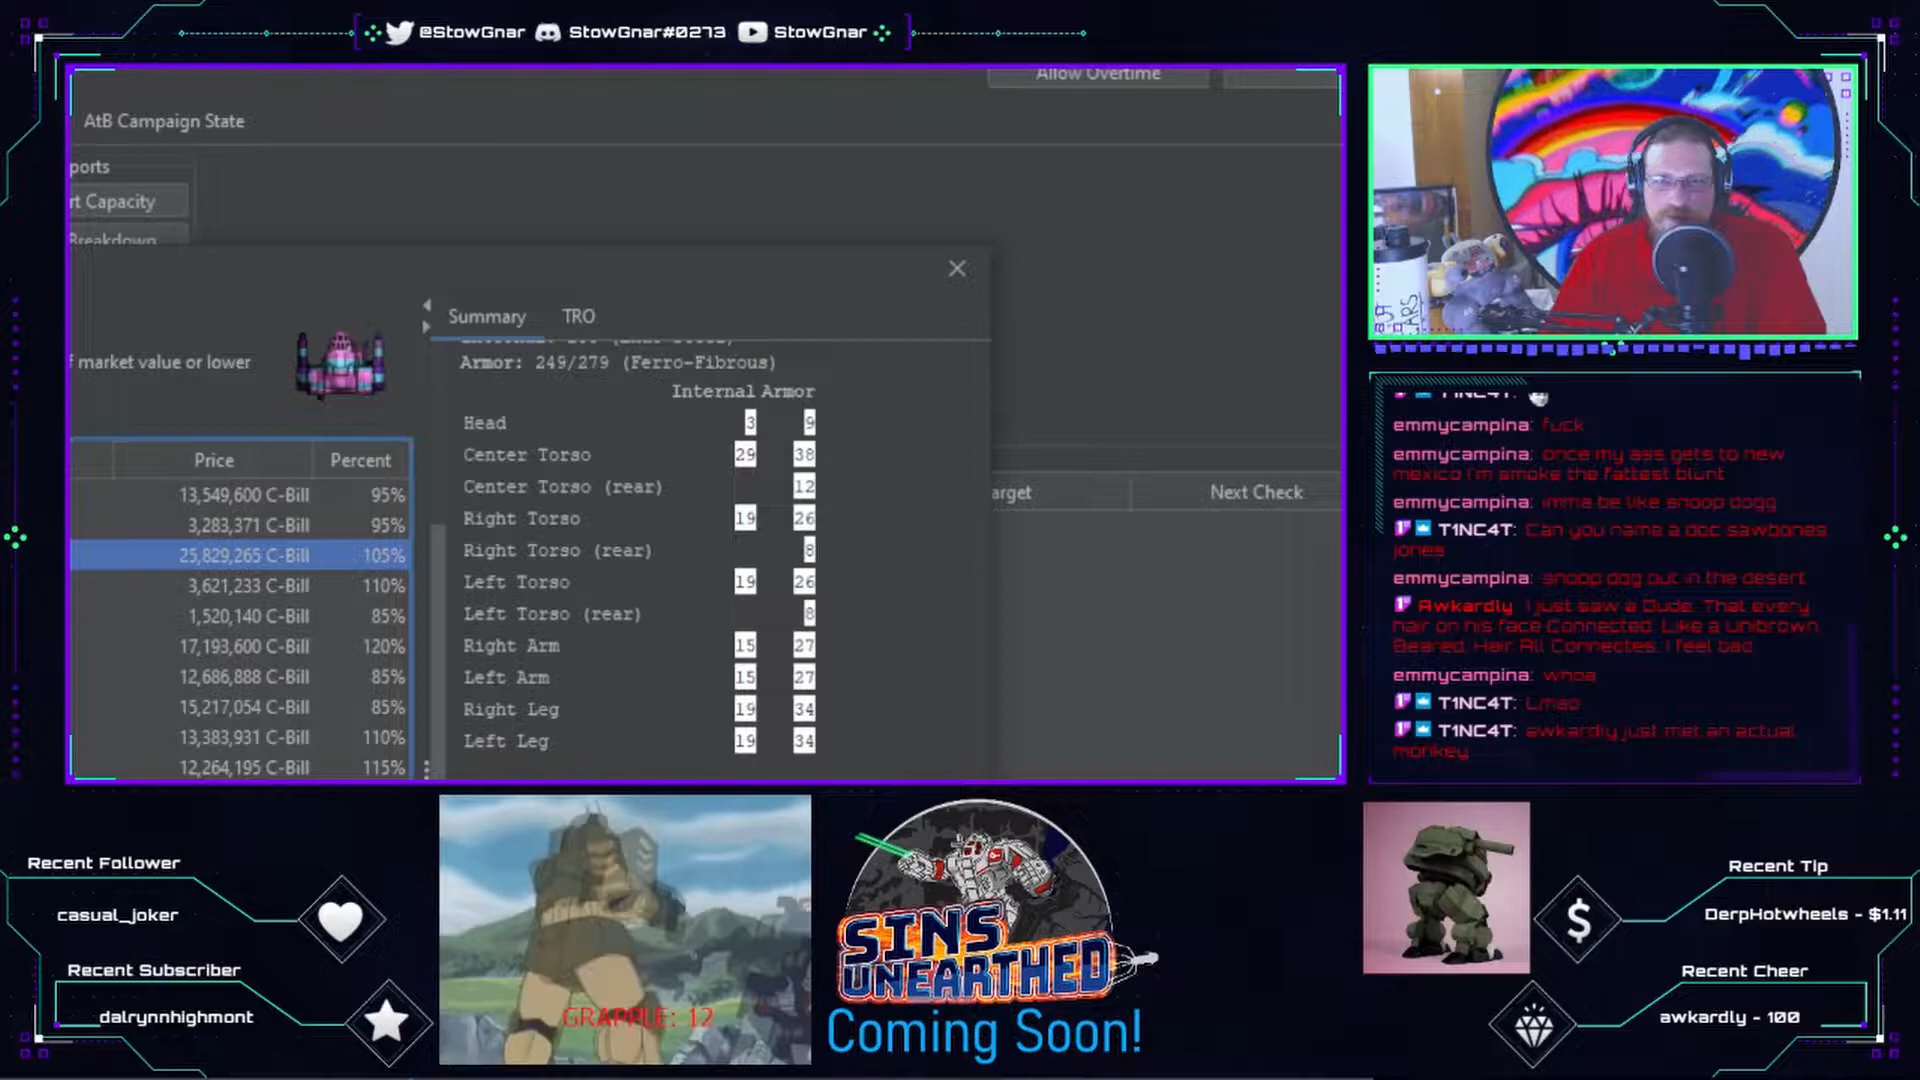 @StowGnar StowGnar#0273 StowGnar
Allow Overtime
AtB Campaign State
ports
rt Capacity
Breakdown
f market value or lower
Price Percent
13,549,600 C-Bill 95%
3,283,371 C-Bill 95%
25,829,265 C-Bill 105%
3,621,233 C-Bill 110%
1,520,140 C-Bill 85%
17,193,600 C-Bill 120%
12,686,888 C-Bill 85%
15,217,054 C-Bill 85%
13,383,931 C-Bill 110%
12,264,195 C-Bill 115%
Summary TRO
Armor: 249/279 (Ferro-Fibrous)
Internal Armor
Head 3 9
Center Torso 29 38
Center Torso (rear) 12
Right Torso 19 26
Right Torso (rear) 8
Left Torso 19 26
Left Torso (rear) 8
Right Arm 15 27
Left Arm 15 27
Right Leg 19 34
Left Leg 19 34
arget Next Check
T1NC4T:
emmycampina: fuck
emmycampina: once my ass gets to new
mexico I'm smoke the fattest blunt
emmycampina: imma be like snoop dogg
T1NC4T: Can you name a doc sawbones
jones
emmycampina: snoop dog put in the desert
Awkardly I just saw a Dude. That every
hair on his face Connected. Like a Unibrown
Beared, Hair All Connectes. I feel bad
emmycampina: whoa
T1NC4T: Lmao
T1NC4T: awkardly just met an actual
monkey
Recent Follower
casual_joker
Recent Subscriber
dalrynnhighmont
GRAPPLE: 12
SINS
UNEARTHED
Coming Soon!
Recent Tip
DerpHotwheels - $1.11
Recent Cheer
awkardly - 100